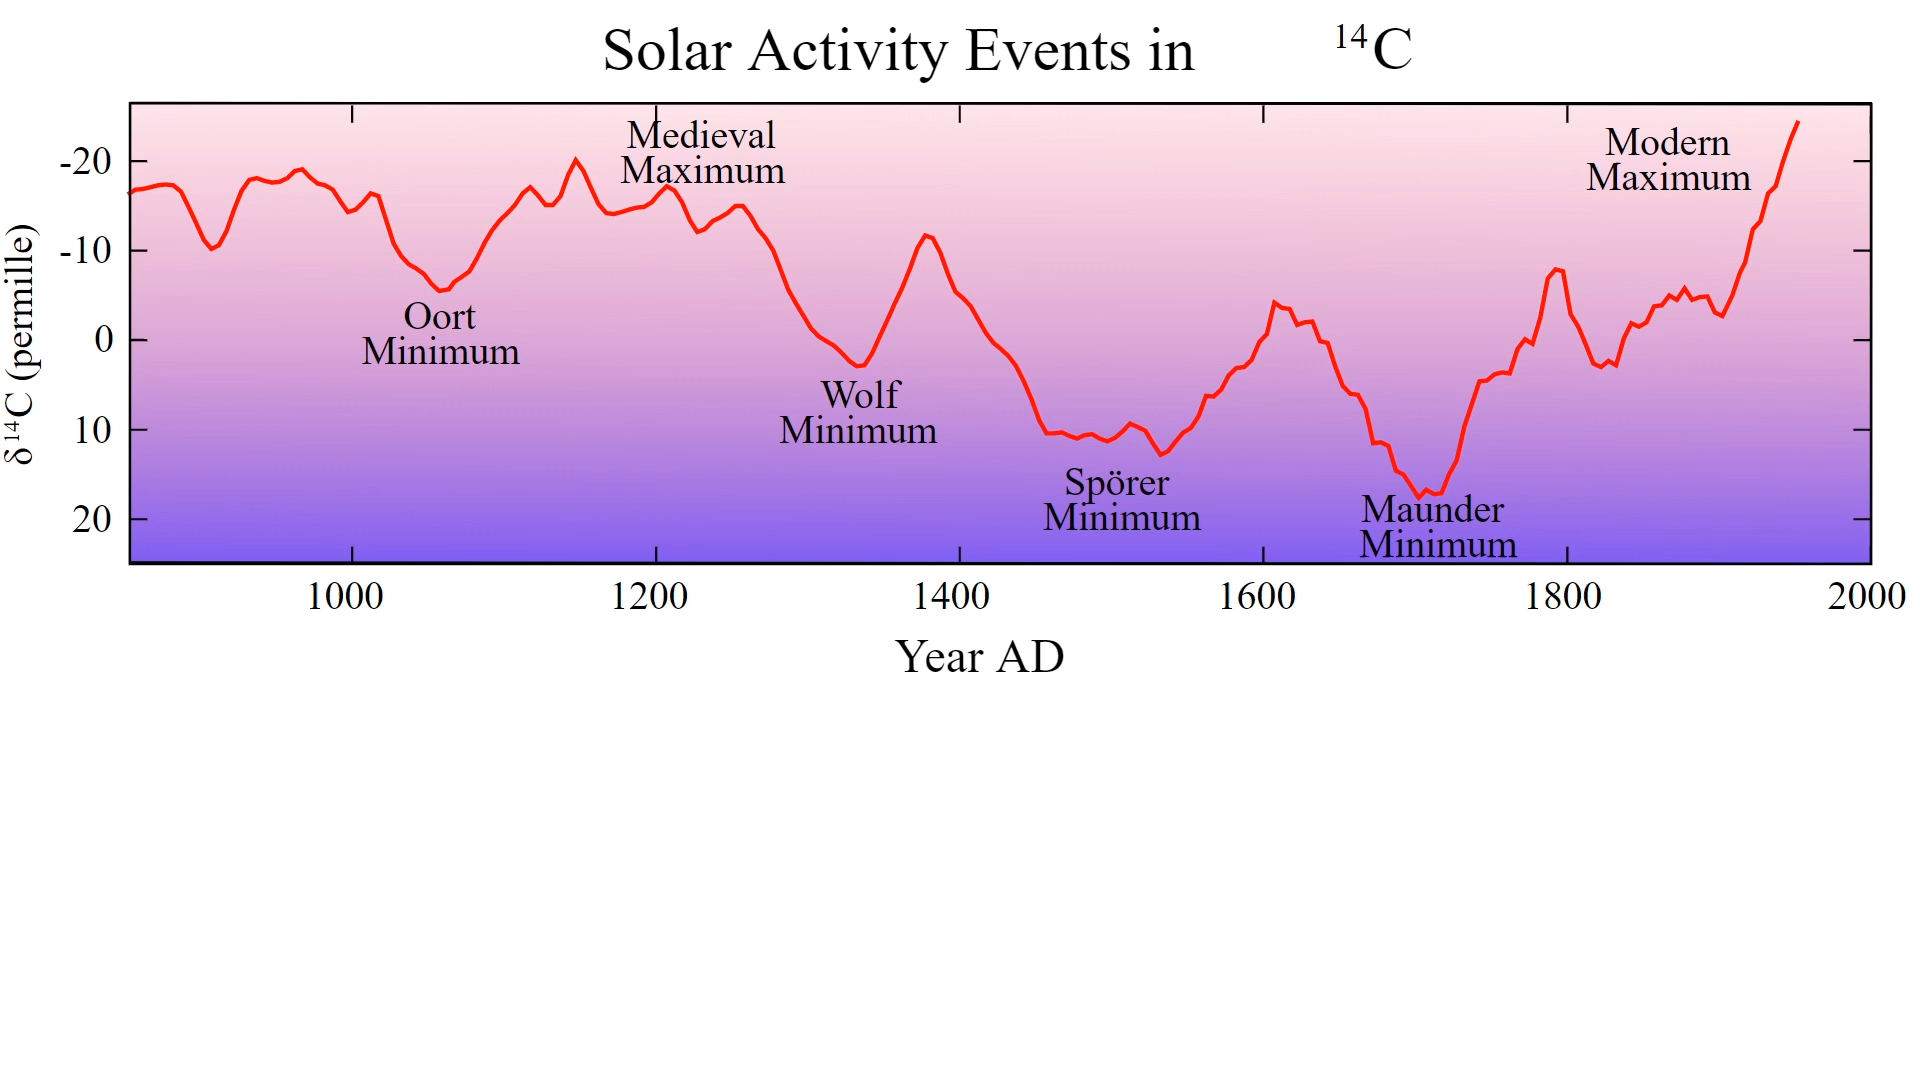 Solar Activity Events in ¹⁴C
Medieval
Maximum
Modern
Maximum
Oort
Minimum
Wolf
Minimum
Spörer
Minimum
Maunder
Minimum
-20
-10
0
10
20
δ¹⁴C (permille)
1000 1200 1400 1600 1800 2000
Year AD